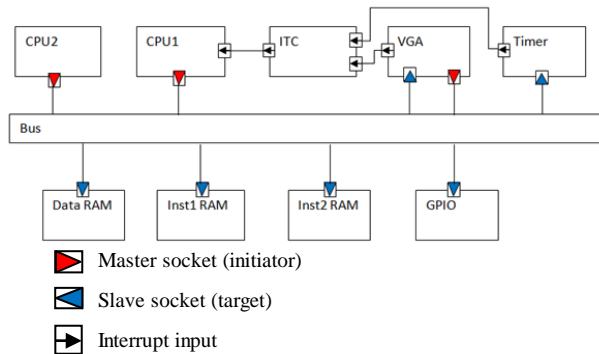 CPU2 CPU1 ITC VGA Timer
Bus
Data RAM Inst1 RAM Inst2 RAM GPIO
Master socket (initiator)
Slave socket (target)
Interrupt input